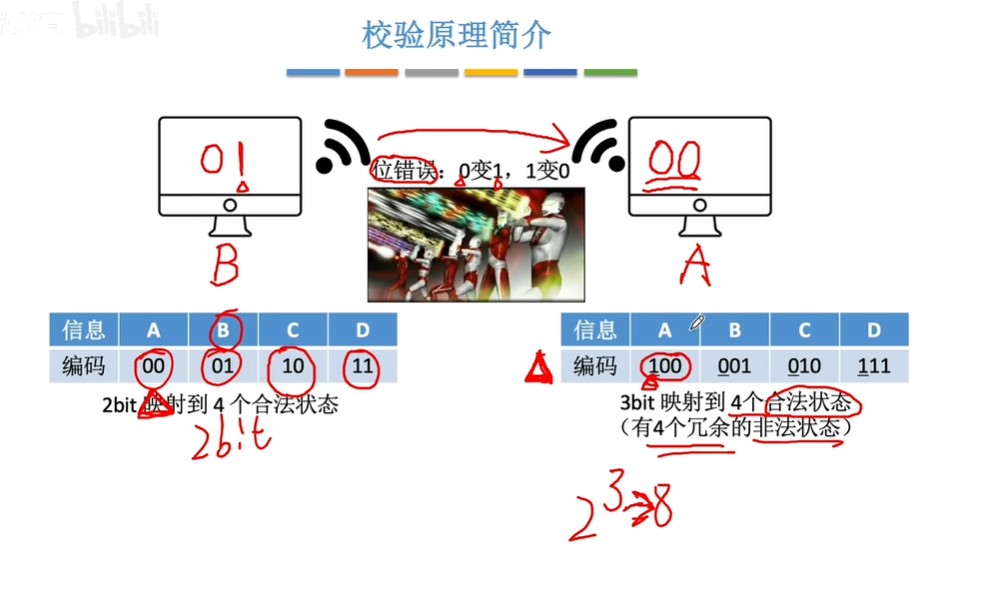 bilibili
校验原理简介
01
00
位错误：0变1，1变0
B
A
信息 A B C D
编码 00 01 10 11
2bit 映射到 4 个合法状态
2bit
信息 A B C D
编码 100 001 010 111
3bit 映射到 4个合法状态
（有4个冗余的非法状态）
2³⇒8